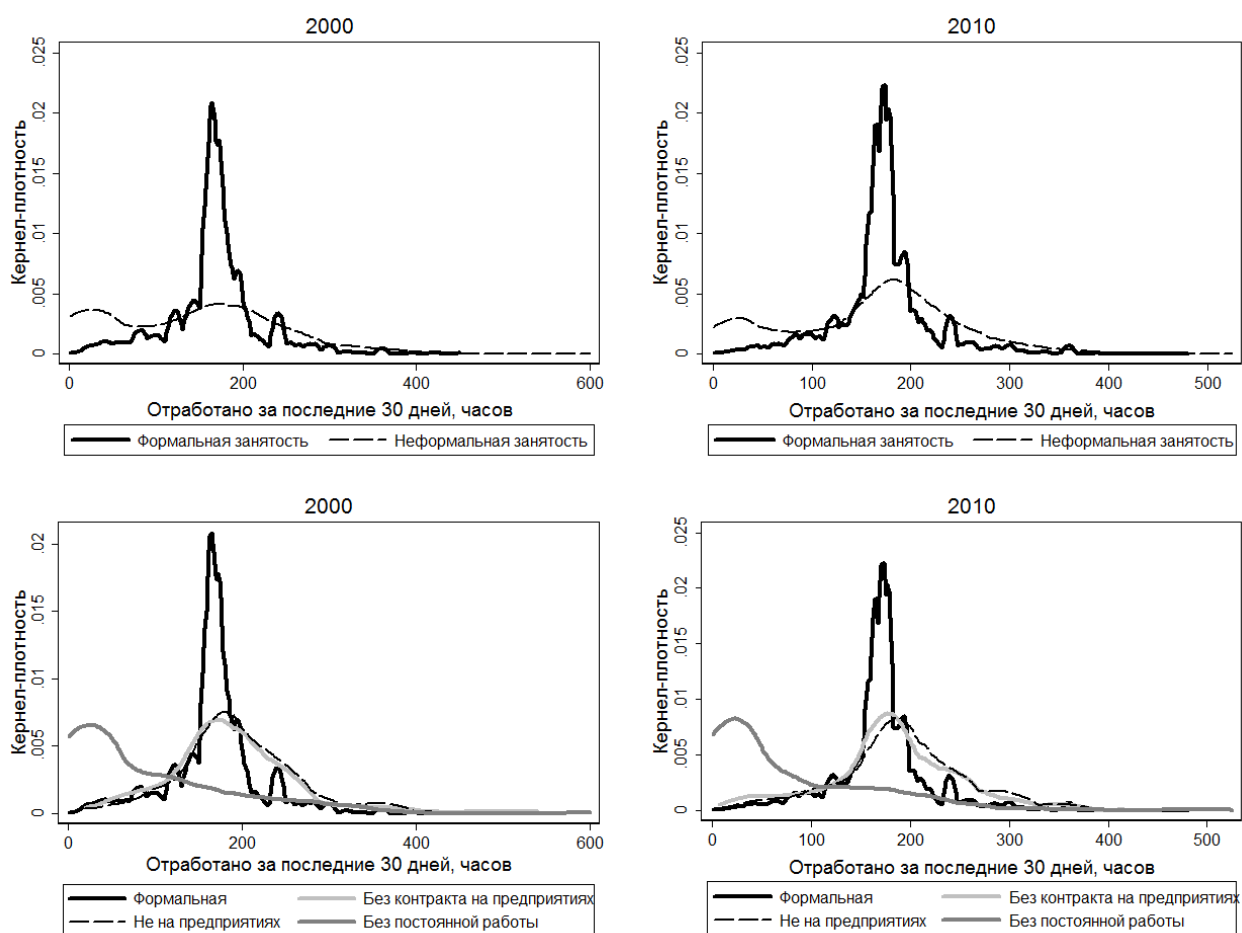 2000
Кернел-плотность
0 .005 .01 .015 .02 .025
0 200 400 600
Отработано за последние 30 дней, часов
Формальная занятость Неформальная занятость
2010
Кернел-плотность
0 .005 .01 .015 .02 .025
0 100 200 300 400 500
Отработано за последние 30 дней, часов
Формальная занятость Неформальная занятость
2000
Кернел-плотность
0 .005 .01 .015 .02
0 200 400 600
Отработано за последние 30 дней, часов
Формальная Без контракта на предприятиях
Не на предприятиях Без постоянной работы
2010
Кернел-плотность
0 .005 .01 .015 .02 .025
0 100 200 300 400 500
Отработано за последние 30 дней, часов
Формальная Без контракта на предприятиях
Не на предприятиях Без постоянной работы